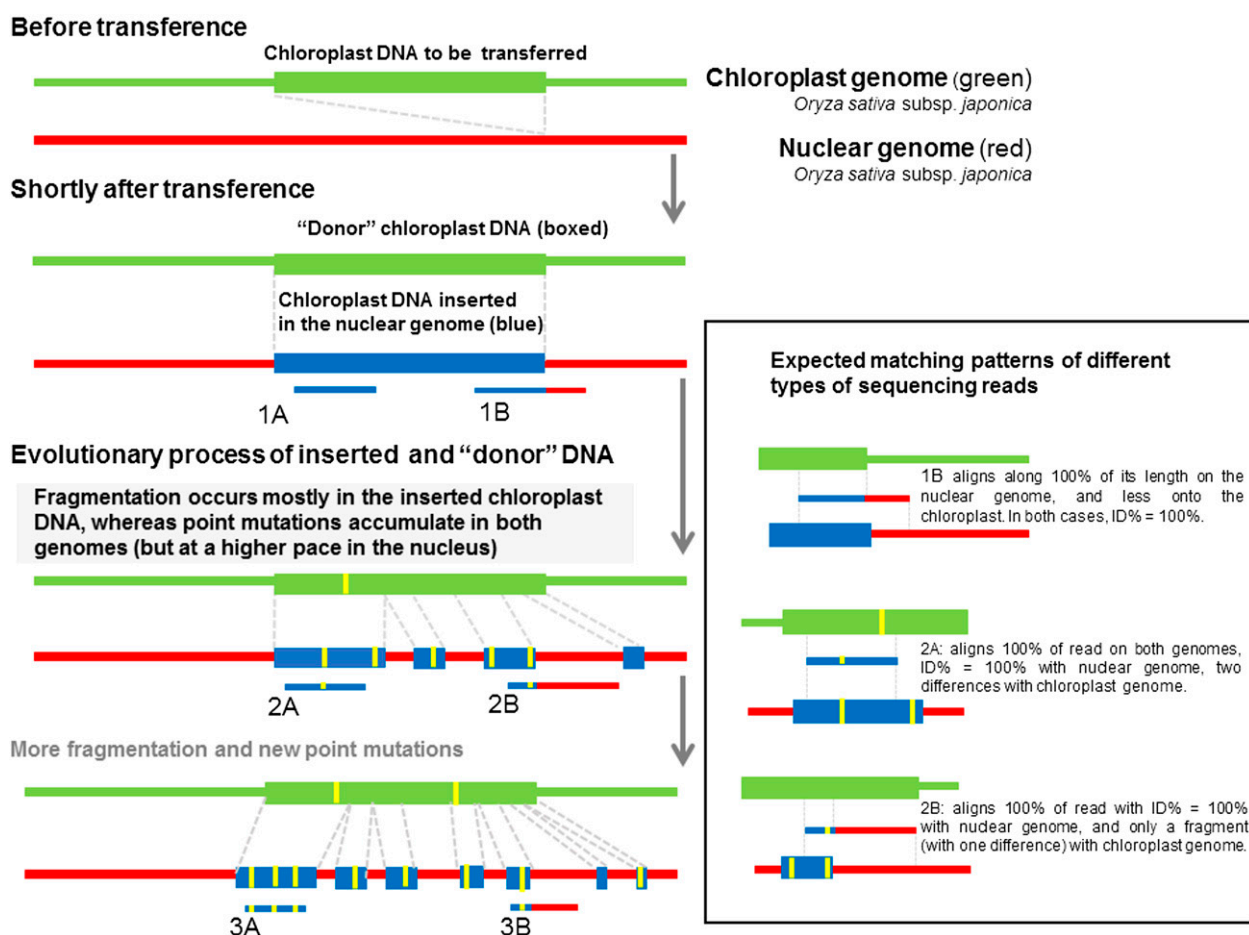 Before transference
Chloroplast DNA to be transferred
Chloroplast genome (green)
Oryza sativa subsp. japonica
Nuclear genome (red)
Oryza sativa subsp. japonica
Shortly after transference
“Donor” chloroplast DNA (boxed)
Chloroplast DNA inserted
in the nuclear genome (blue)
1A
1B
Evolutionary process of inserted and “donor” DNA
Fragmentation occurs mostly in the inserted chloroplast
DNA, whereas point mutations accumulate in both
genomes (but at a higher pace in the nucleus)
2A
2B
More fragmentation and new point mutations
3A
3B
Expected matching patterns of different
types of sequencing reads
1B aligns along 100% of its length on the
nuclear genome, and less onto the
chloroplast. In both cases, ID% = 100%.
2A: aligns 100% of read on both genomes,
ID% = 100% with nuclear genome, two
differences with chloroplast genome.
2B: aligns 100% of read with ID% = 100%
with nuclear genome, and only a fragment
(with one difference) with chloroplast genome.